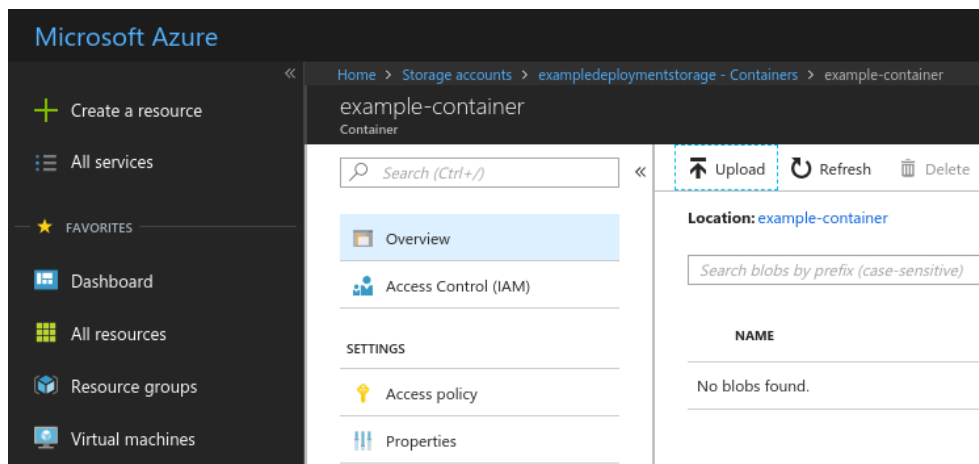 Microsoft Azure
«
Create a resource
All services
FAVORITES
Dashboard
All resources
Resource groups
Virtual machines
Home > Storage accounts > exampledeploymentstorage - Containers > example-container
example-container
Container
Search (Ctrl+/)
«
Overview
Access Control (IAM)
SETTINGS
Access policy
Properties
Upload Refresh Delete
Location: example-container
Search blobs by prefix (case-sensitive)
NAME
No blobs found.